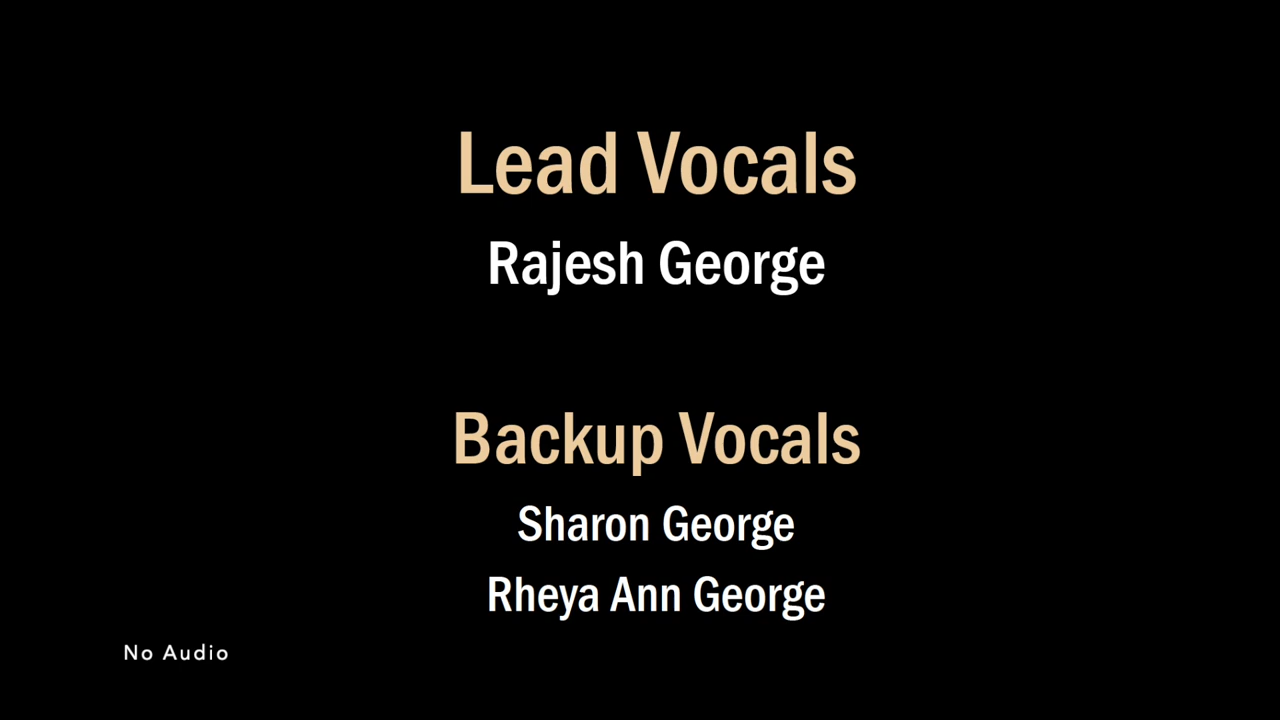 Lead Vocals
Rajesh George
Backup Vocals
Sharon George
Rheya Ann George
No Audio